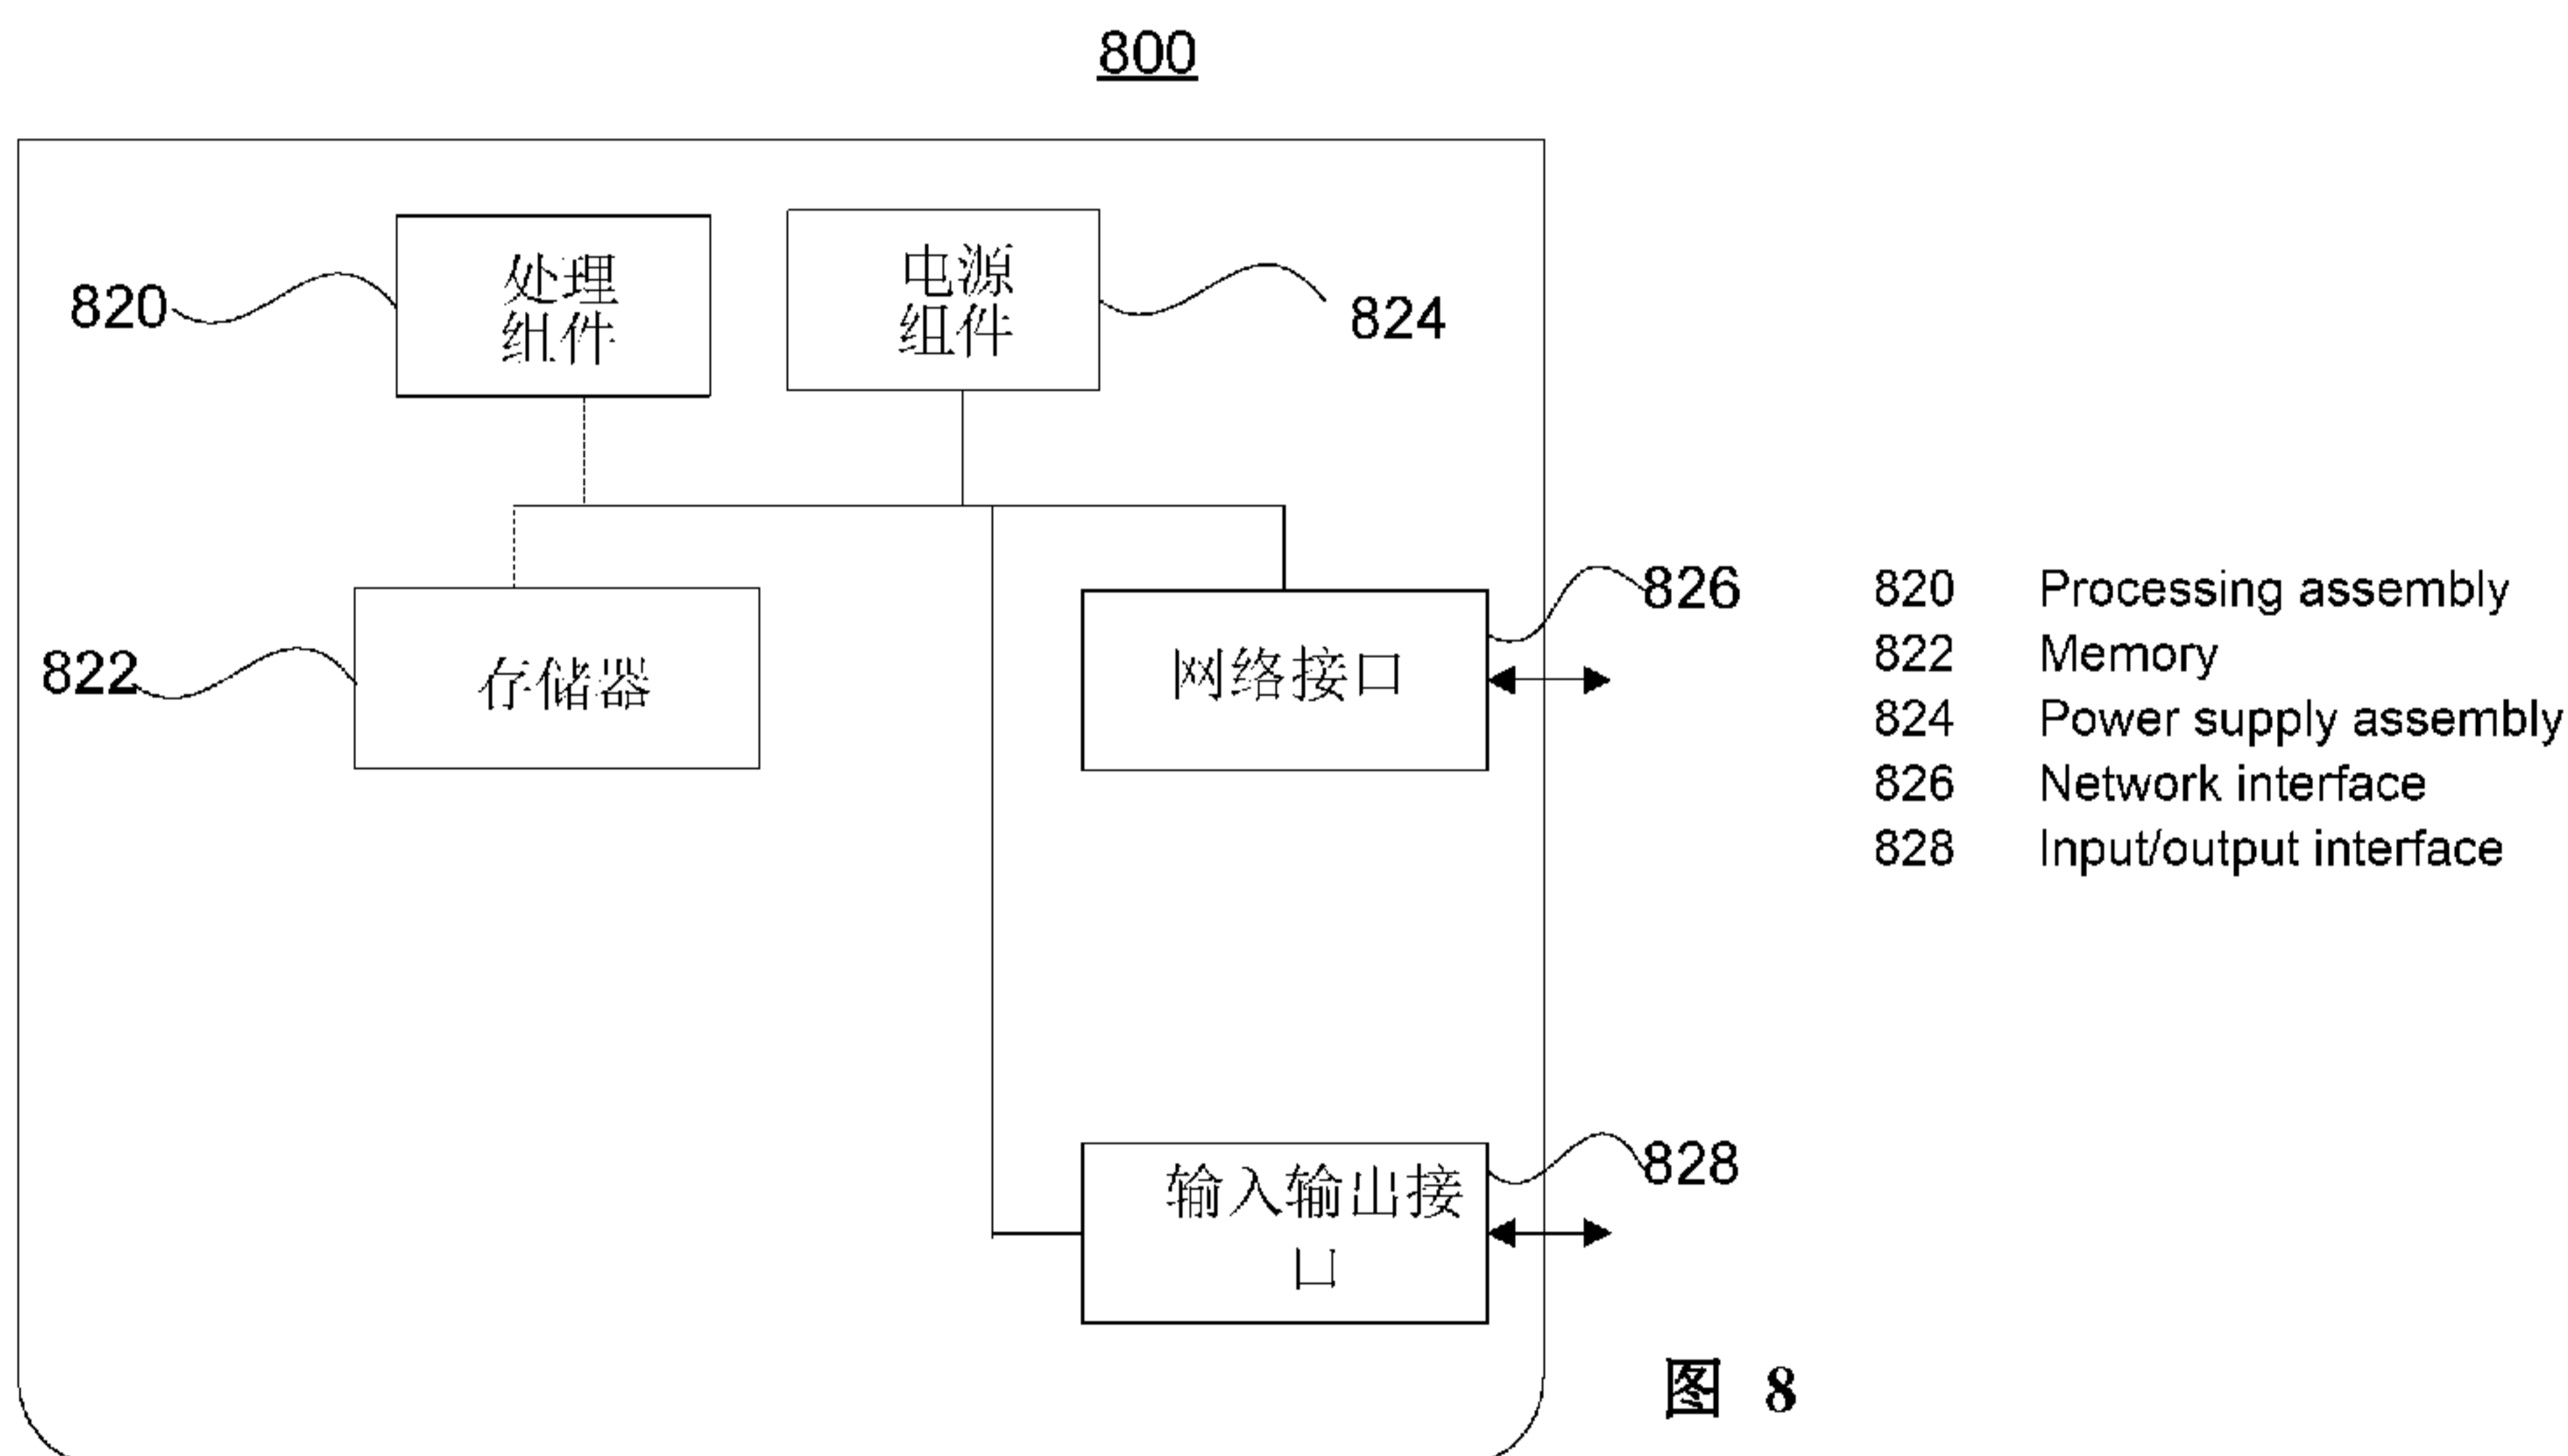 800
处理
组件
820
电源
组件
824
存储器
822
网络接口
826
输入输出接
口
828
820 Processing assembly
822 Memory
824 Power supply assembly
826 Network interface
828 Input/output interface
图 8